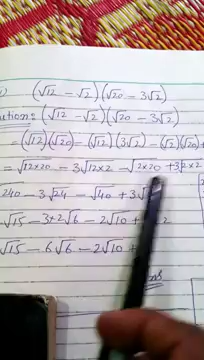 (√12 − √2)(√20 − 3√2)
ution: (√12 − √2)(√20 − 3√2)
= (√12)(√20) − (√12)(3√2) − (√2)(√20)
= √12×20 − 3√12×2 − √2×20 + 3√2×2
240 − 3√24 − √40 + 3√
√15 − 3×2√6 − 2√10 + 2
√15 − 6√6 − 2√10 +